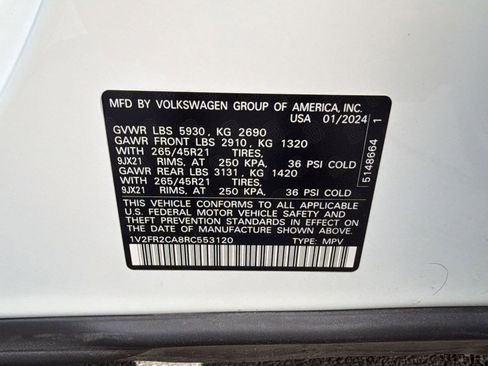 MFD BY VOLKSWAGEN GROUP OF AMERICA, INC.
USA 01/2024
GVWR LBS 5930, KG 2690
GAWR FRONT LBS 2910, KG 1320
WITH 265/45R21 TIRES,
9JX21 RIMS, AT 250 KPA, 36 PSI COLD
GAWR REAR LBS 3131, KG 1420
WITH 265/45R21 TIRES,
9JX21 RIMS, AT 250 KPA, 36 PSI COLD
THIS VEHICLE CONFORMS TO ALL APPLICABLE
U.S. FEDERAL MOTOR VEHICLE SAFETY AND
THEFT PREVENTION STANDARDS IN EFFECT ON
THE DATE OF MANUFACTURE SHOWN ABOVE.
1V2FR2CA8RC553120 TYPE: MPV
5148664 1